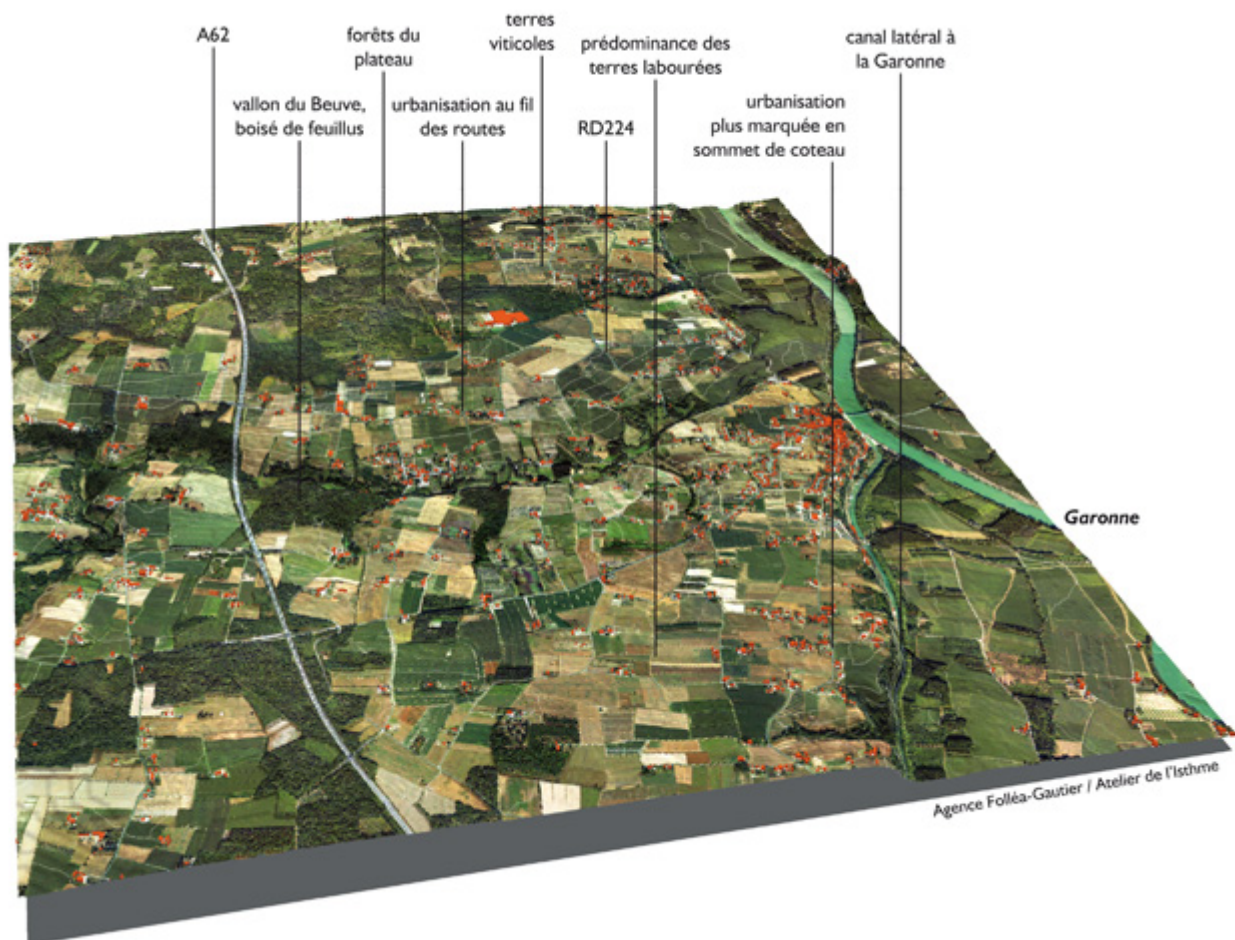 A62
forêts du
plateau
terres
viticoles
prédominance des
terres labourées
canal latéral à
la Garonne
vallon du Beuve,
boisé de feuillus
urbanisation au fil
des routes
RD224
urbanisation
plus marquée en
sommet de coteau
Garonne
Agence Folléa-Gautier / Atelier de l'Isthme